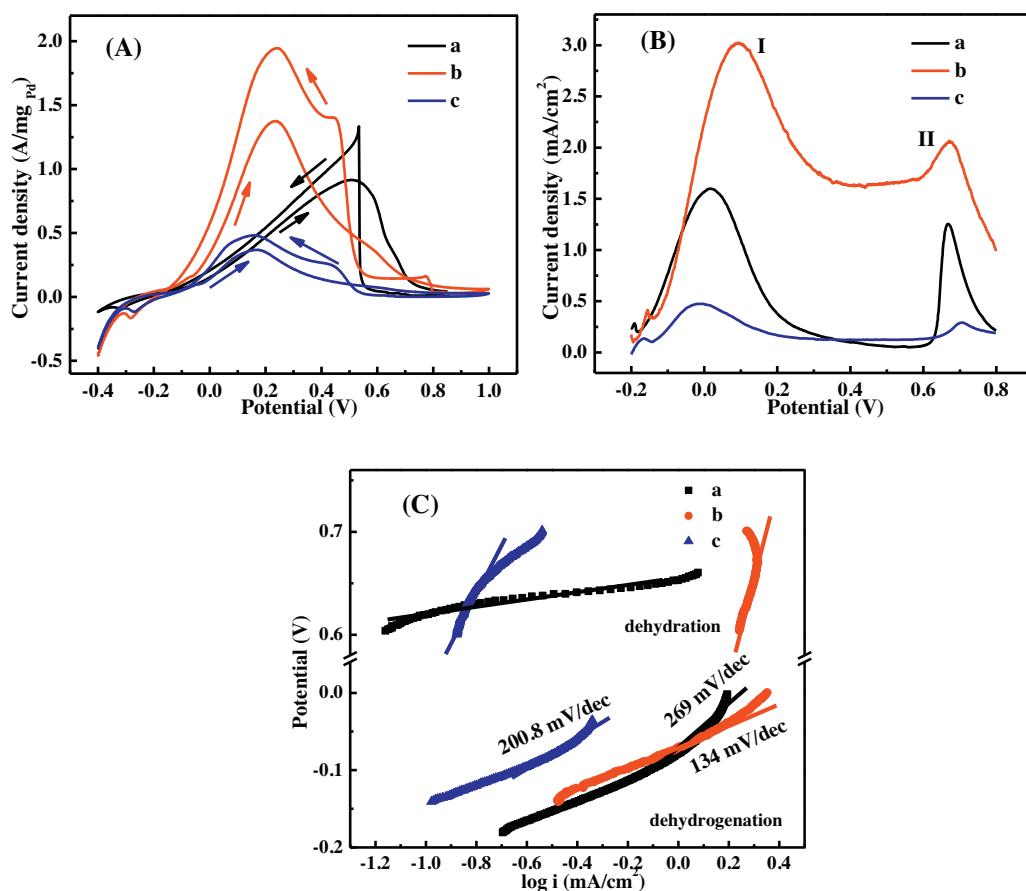 (A)
a
b
c
2.0
1.5
1.0
0.5
0.0
-0.5
Current density (A/mg Pd)
-0.4 -0.2 0.0 0.2 0.4 0.6 0.8 1.0
Potential (V)
(B)
I
II
a
b
c
3.0
2.5
2.0
1.5
1.0
0.5
0.0
Current density (mA/cm²)
-0.2 0.0 0.2 0.4 0.6 0.8
Potential (V)
(C)
a
b
c
0.7
0.6
0.0
-0.1
-0.2
Potential (V)
dehydration
200.8 mV/dec
269 mV/dec
134 mV/dec
dehydrogenation
-1.2 -1.0 -0.8 -0.6 -0.4 -0.2 0.0 0.2 0.4
log i (mA/cm²)